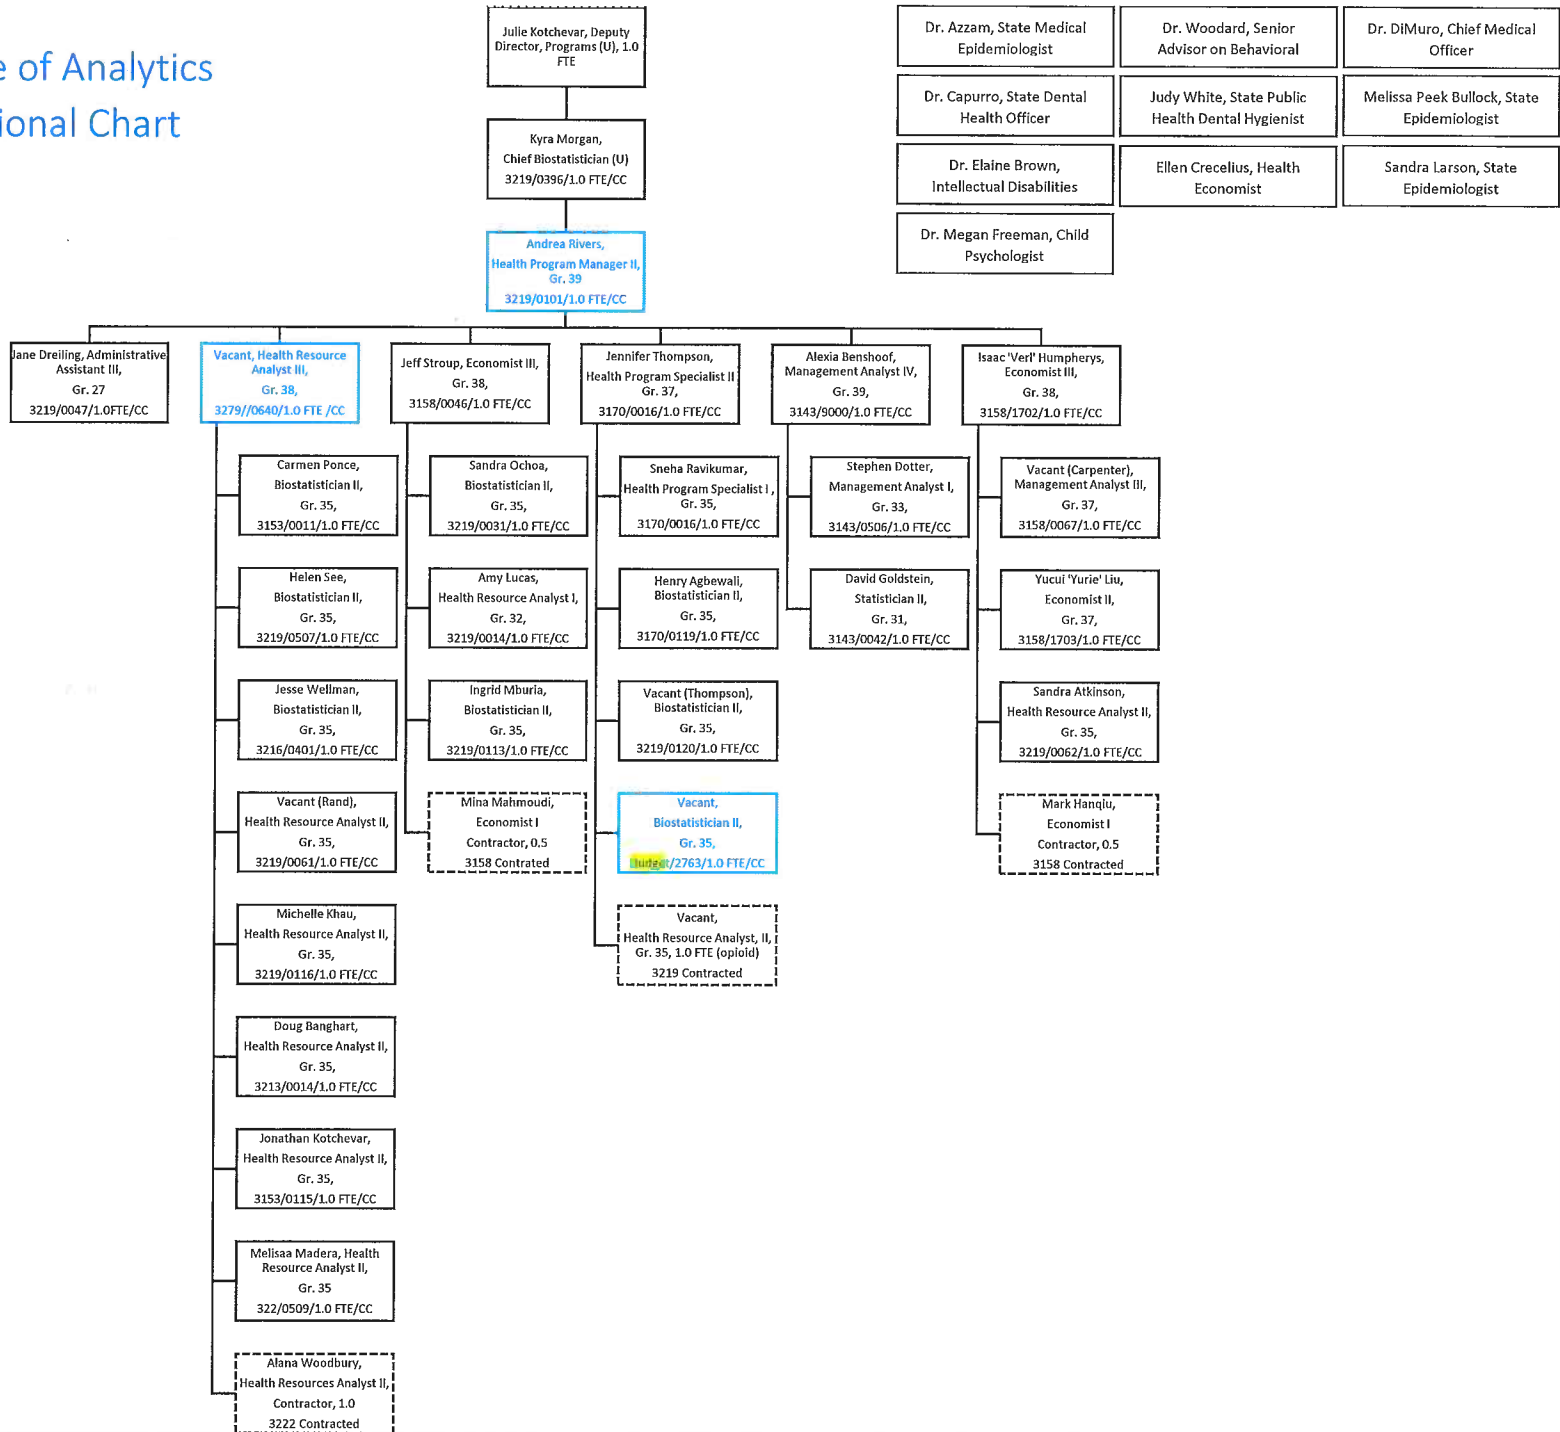 e of Analytics
ional Chart
Julie Kotchevar, Deputy
Director, Programs (U), 1.0
FTE
Kyra Morgan,
Chief Biostatistician (U)
3219/0396/1.0 FTE/CC
Andrea Rivers,
Health Program Manager II,
Gr. 39
3219/0101/1.0 FTE/CC
Dr. Azzam, State Medical
Epidemiologist
Dr. Woodard, Senior
Advisor on Behavioral
Dr. DiMuro, Chief Medical
Officer
Dr. Capurro, State Dental
Health Officer
Judy White, State Public
Health Dental Hygienist
Melissa Peek Bullock, State
Epidemiologist
Dr. Elaine Brown,
Intellectual Disabilities
Ellen Crecelius, Health
Economist
Sandra Larson, State
Epidemiologist
Dr. Megan Freeman, Child
Psychologist
Jane Dreiling, Administrative
Assistant III,
Gr. 27
3219/0047/1.0FTE/CC
Vacant, Health Resource
Analyst III,
Gr. 38,
3279//0640/1.0 FTE /CC
Carmen Ponce,
Biostatistician II,
Gr. 35,
3153/0011/1.0 FTE/CC
Helen See,
Biostatistician II,
Gr. 35,
3219/0507/1.0 FTE/CC
Jesse Wellman,
Biostatistician II,
Gr. 35,
3216/0401/1.0 FTE/CC
Vacant (Rand),
Health Resource Analyst II,
Gr. 35,
3219/0061/1.0 FTE/CC
Michelle Khau,
Health Resource Analyst II,
Gr. 35,
3219/0116/1.0 FTE/CC
Doug Banghart,
Health Resource Analyst II,
Gr. 35,
3213/0014/1.0 FTE/CC
Jonathan Kotchevar,
Health Resource Analyst II,
Gr. 35,
3153/0115/1.0 FTE/CC
Melisaa Madera, Health
Resource Analyst II,
Gr. 35
322/0509/1.0 FTE/CC
Alana Woodbury,
Health Resources Analyst II,
Contractor, 1.0
3222 Contracted
Jeff Stroup, Economist III,
Gr. 38,
3158/0046/1.0 FTE/CC
Sandra Ochoa,
Biostatistician II,
Gr. 35,
3219/0031/1.0 FTE/CC
Amy Lucas,
Health Resource Analyst I,
Gr. 32,
3219/0014/1.0 FTE/CC
Ingrid Mburia,
Biostatistician II,
Gr. 35,
3219/0113/1.0 FTE/CC
Mina Mahmoudi,
Economist I
Contractor, 0.5
3158 Contrated
Jennifer Thompson,
Health Program Specialist II
Gr. 37,
3170/0016/1.0 FTE/CC
Sneha Ravikumar,
Health Program Specialist I ,
Gr. 35,
3170/0016/1.0 FTE/CC
Henry Agbewali,
Biostatistician II,
Gr. 35,
3170/0119/1.0 FTE/CC
Vacant (Thompson),
Biostatistician II,
Gr. 35,
3219/0120/1.0 FTE/CC
Vacant,
Biostatistician II,
Gr. 35,
Budget/2763/1.0 FTE/CC
Vacant,
Health Resource Analyst, II,
Gr. 35, 1.0 FTE (opioid)
3219 Contracted
Alexia Benshoof,
Management Analyst IV,
Gr. 39,
3143/9000/1.0 FTE/CC
Stephen Dotter,
Management Analyst I,
Gr. 33,
3143/0506/1.0 FTE/CC
David Goldstein,
Statistician II,
Gr. 31,
3143/0042/1.0 FTE/CC
Isaac 'Verl' Humpherys,
Economist III,
Gr. 38,
3158/1702/1.0 FTE/CC
Vacant (Carpenter),
Management Analyst III,
Gr. 37,
3158/0067/1.0 FTE/CC
Yucui 'Yurie' Liu,
Economist II,
Gr. 37,
3158/1703/1.0 FTE/CC
Sandra Atkinson,
Health Resource Analyst II,
Gr. 35,
3219/0062/1.0 FTE/CC
Mark Hanqiu,
Economist I
Contractor, 0.5
3158 Contracted